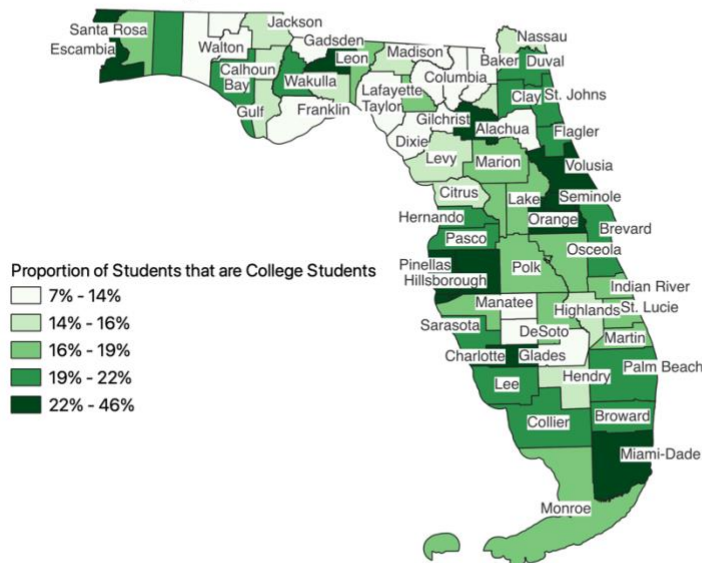 Jackson
Nassau
Santa Rosa
Gadsden
Escambia
Walton
Leon
Madison
Baker
Duval
Calhoun
Columbia
Bay
Wakulla
Lafayette
Clay
St. Johns
Gulf
Franklin
Taylor
Gilchrist
Alachua
Flagler
Dixie
Levy
Marion
Volusia
Citrus
Lake
Seminole
Hernando
Orange
Brevard
Pasco
Osceola
Pinellas
Polk
Hillsborough
Indian River
Manatee
Highlands
St. Lucie
Sarasota
DeSoto
Martin
Charlotte
Glades
Palm Beach
Lee
Hendry
Collier
Broward
Miami-Dade
Monroe
Proportion of Students that are College Students
7% - 14%
14% - 16%
16% - 19%
19% - 22%
22% - 46%